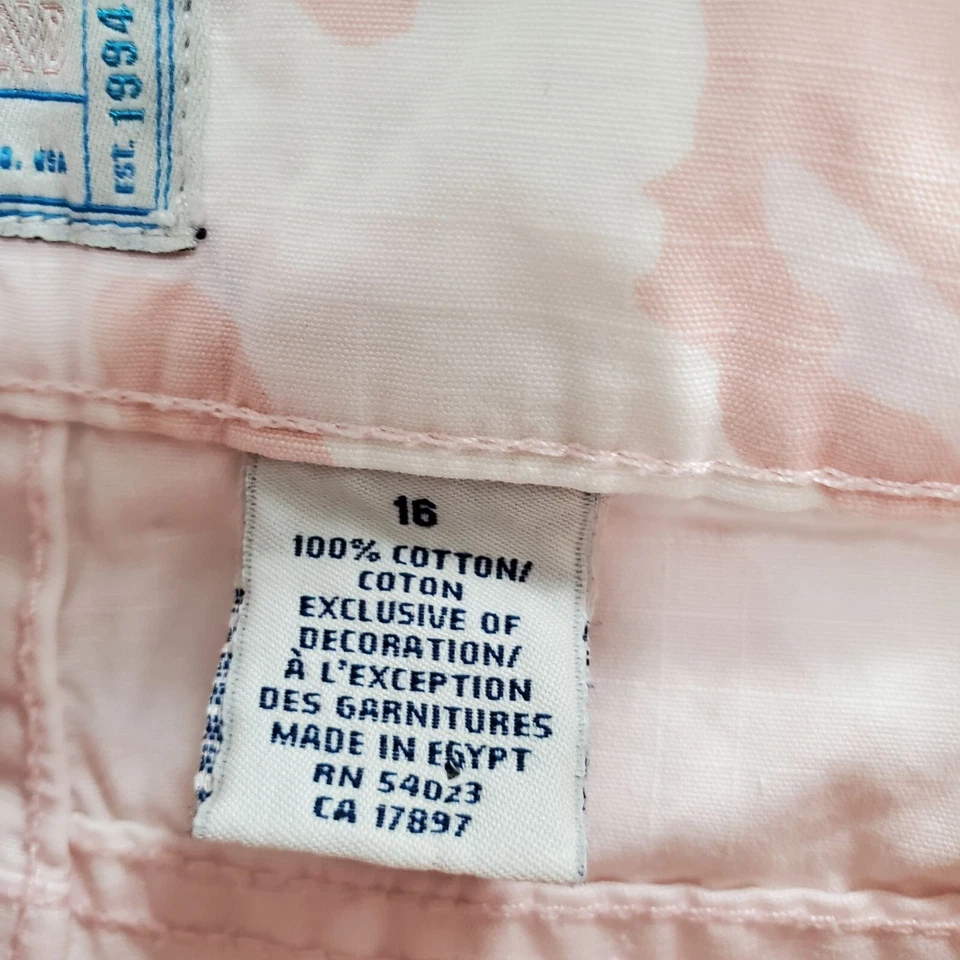 EST. 1994
USA
16
100% COTTON/
COTON
EXCLUSIVE OF
DECORATION/
À L'EXCEPTION
DES GARNITURES
MADE IN EGYPT
RN 54023
CA 17897